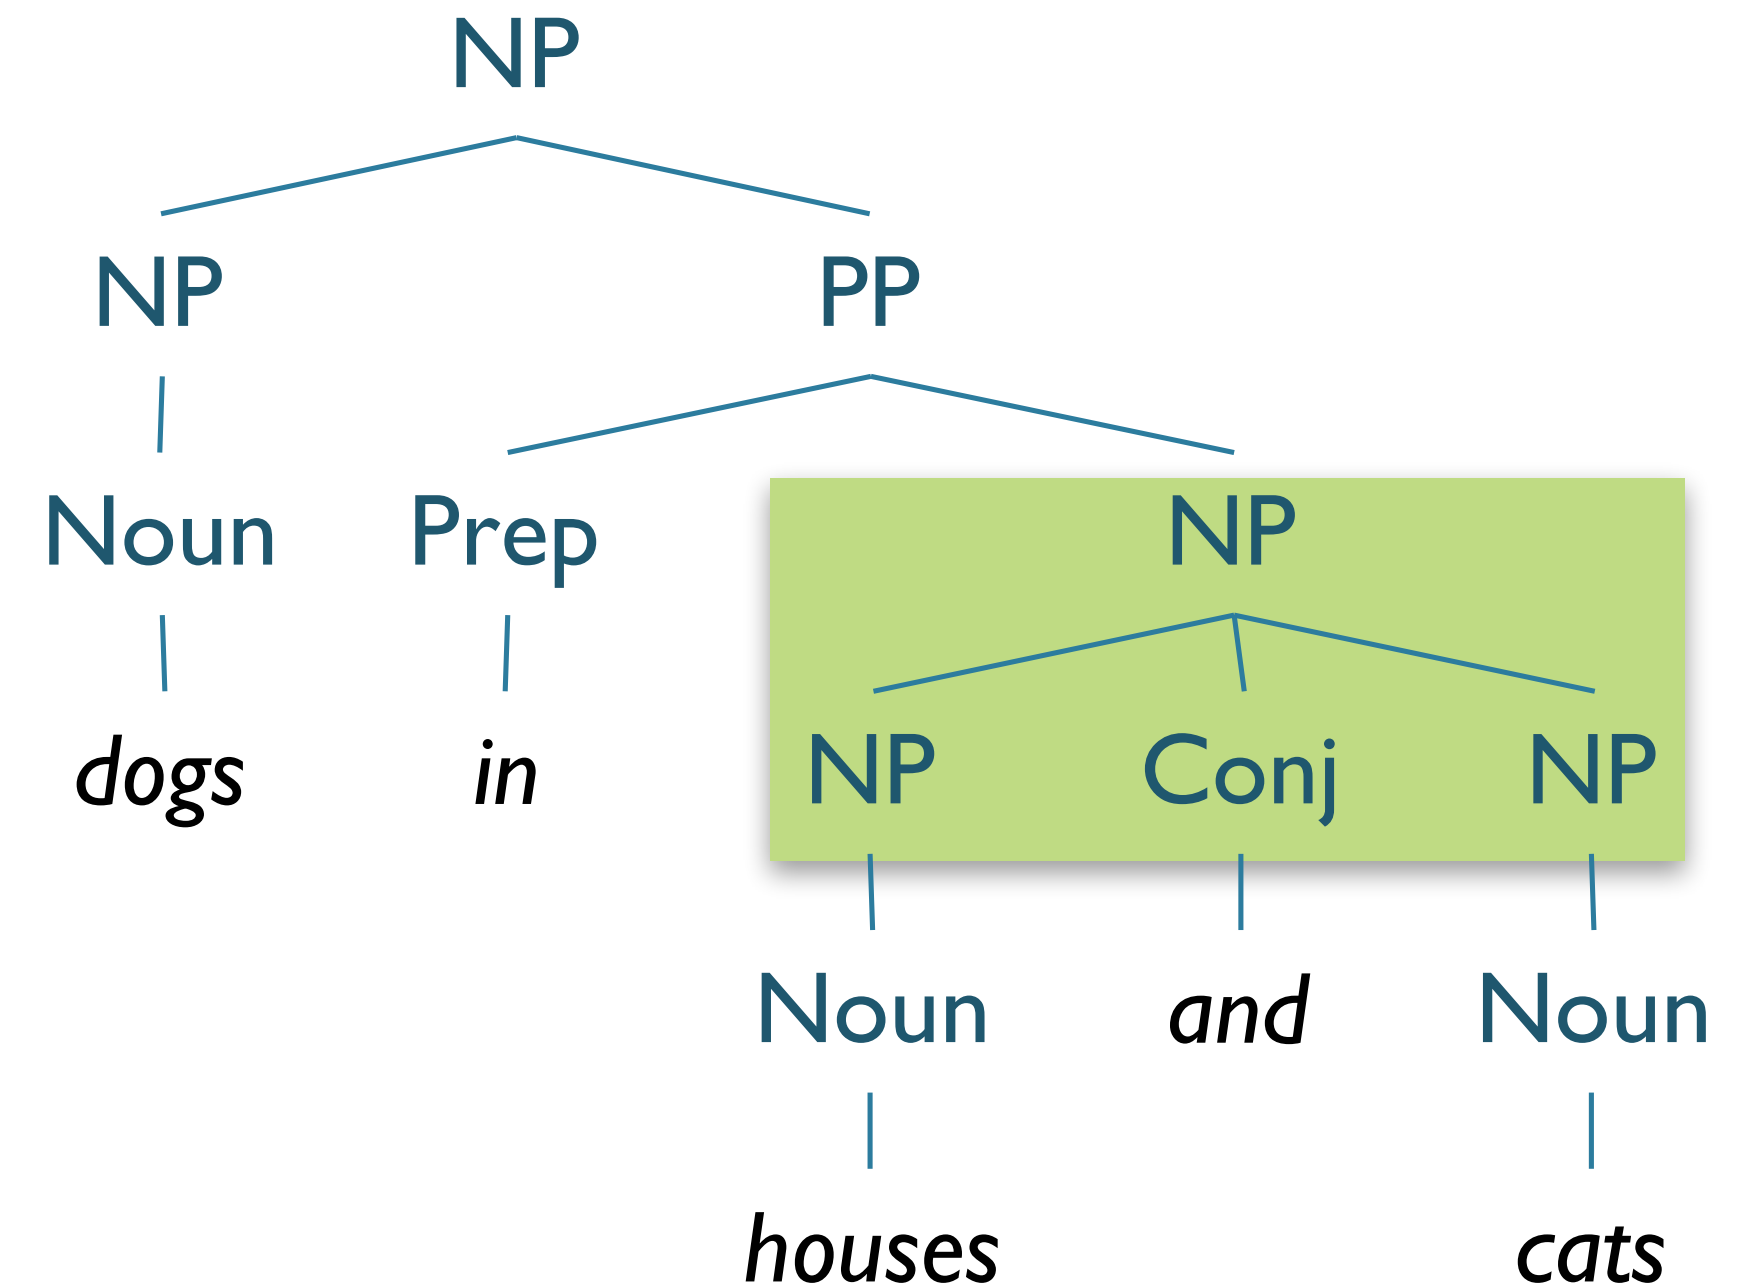 NP
NP PP
Noun Prep NP
dogs in NP Conj NP
Noun and Noun
houses cats